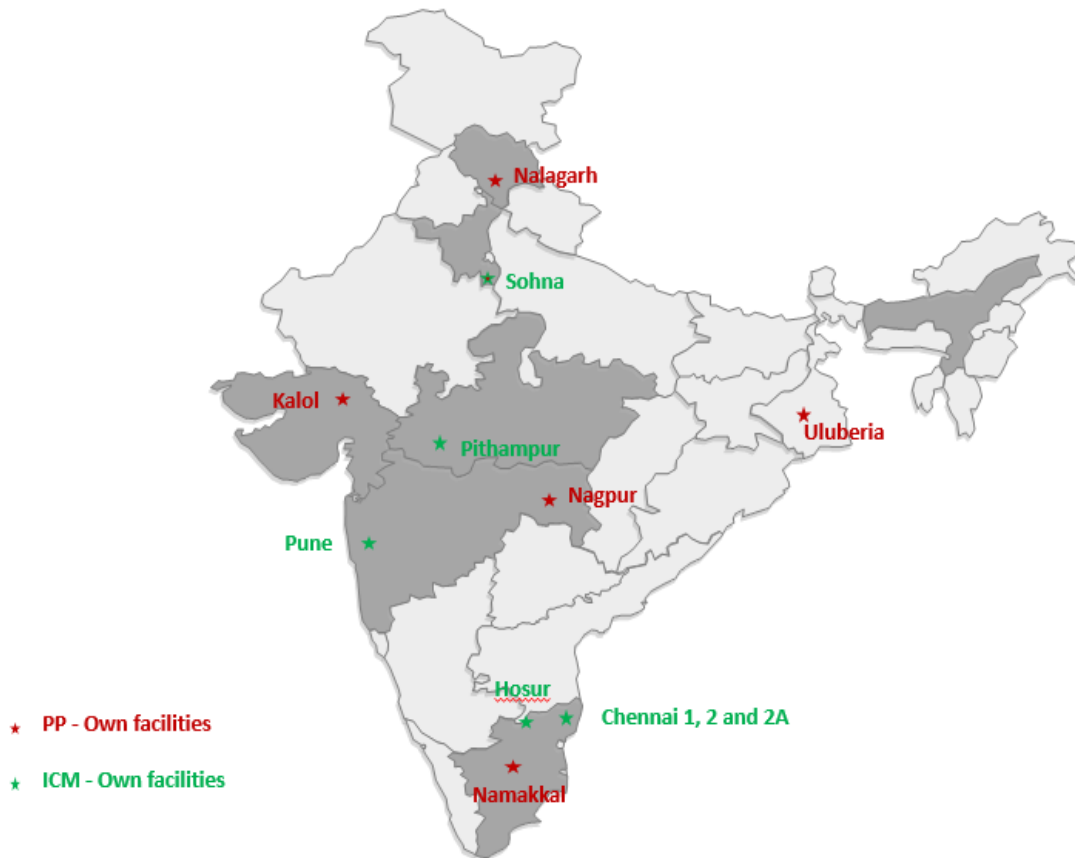 Nalagarh
Sohna
Kalol
Uluberia
Pithampur
Nagpur
Pune
Hosur
Chennai 1, 2 and 2A
PP - Own facilities
ICM - Own facilities
Namakkal